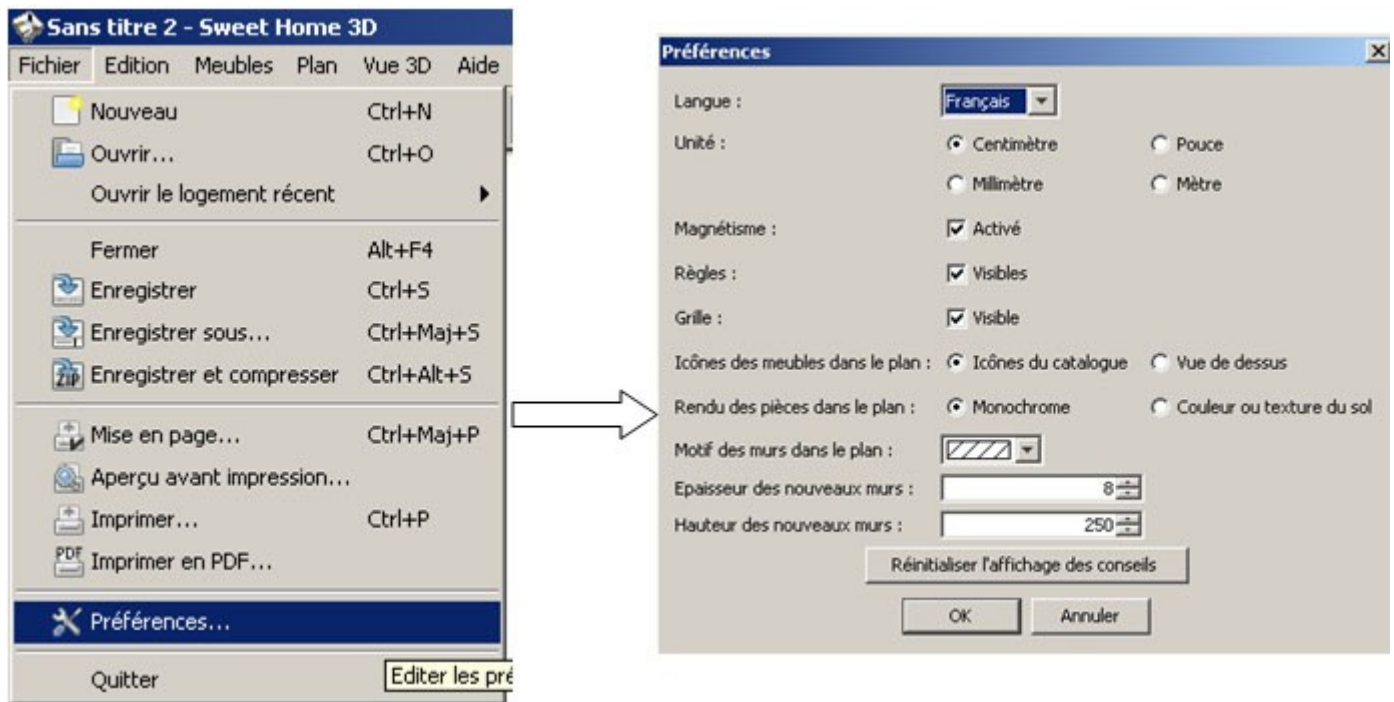 Sans titre 2 - Sweet Home 3D
Fichier Edition Meubles Plan Vue 3D Aide
Nouveau Ctrl+N
Ouvrir... Ctrl+O
Ouvrir le logement récent
Fermer Alt+F4
Enregistrer Ctrl+S
Enregistrer sous... Ctrl+Maj+S
ZIP Enregistrer et compresser Ctrl+Alt+S
Mise en page... Ctrl+Maj+P
Aperçu avant impression...
Imprimer... Ctrl+P
PDF Imprimer en PDF...
Préférences...
Quitter
Editer les pré
Préférences
Langue : Français
Unité : Centimètre Pouce
Millimètre Mètre
Magnétisme : Activé
Règles : Visibles
Grille : Visible
Icônes des meubles dans le plan : Icônes du catalogue Vue de dessus
Rendu des pièces dans le plan : Monochrome Couleur ou texture du sol
Motif des murs dans le plan :
Epaisseur des nouveaux murs : 8
Hauteur des nouveaux murs : 250
Réinitialiser l'affichage des conseils
OK Annuler